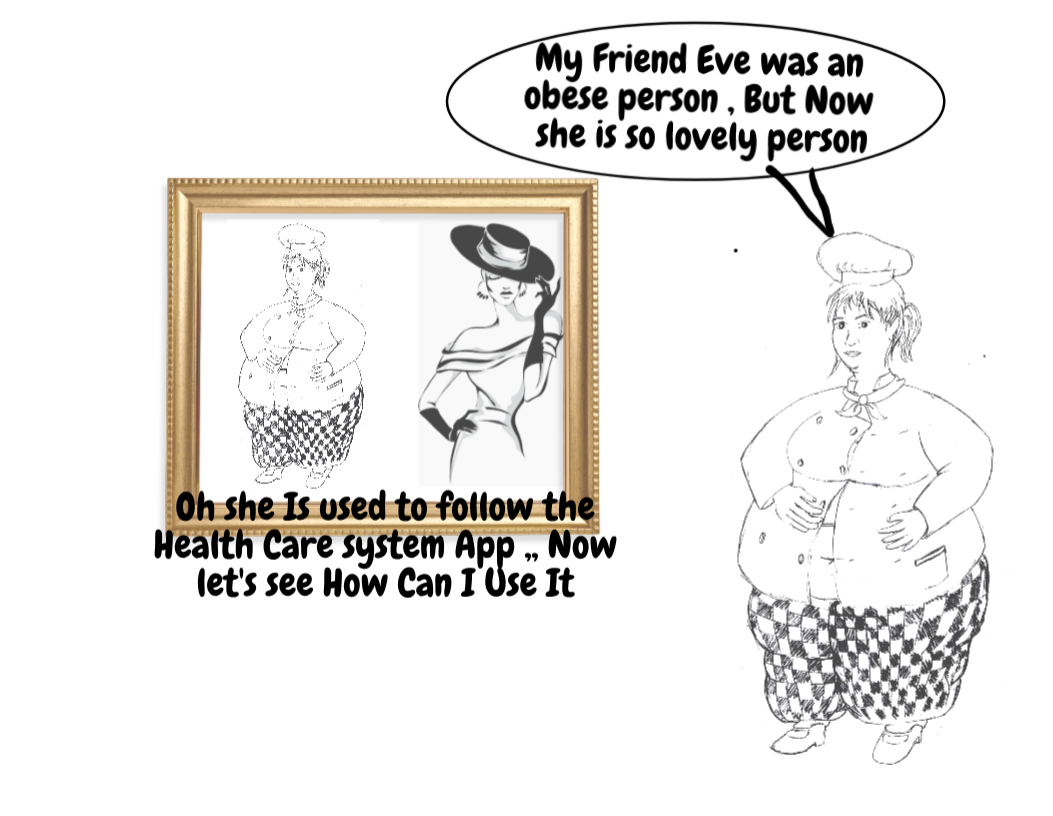 My Friend Eve was an
obese person , But Now
she is so lovely person
Oh she Is used to follow the
Health Care system App ,, Now
let's see How Can I Use It